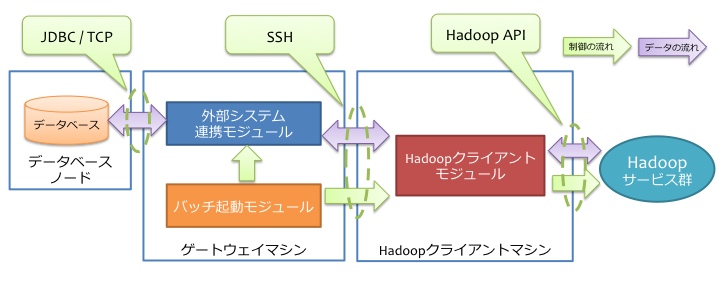 JDBC / TCP
SSH
Hadoop API
制御の流れ
データの流れ
データベース
データベース
ノード
外部システム
連携モジュール
バッチ起動モジュール
ゲートウェイマシン
Hadoopクライアント
モジュール
Hadoopクライアントマシン
Hadoop
サービス群